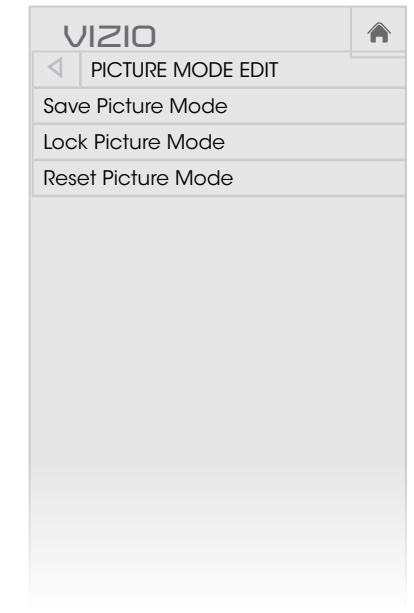 VIZIO
PICTURE MODE EDIT
Save Picture Mode
Lock Picture Mode
Reset Picture Mode